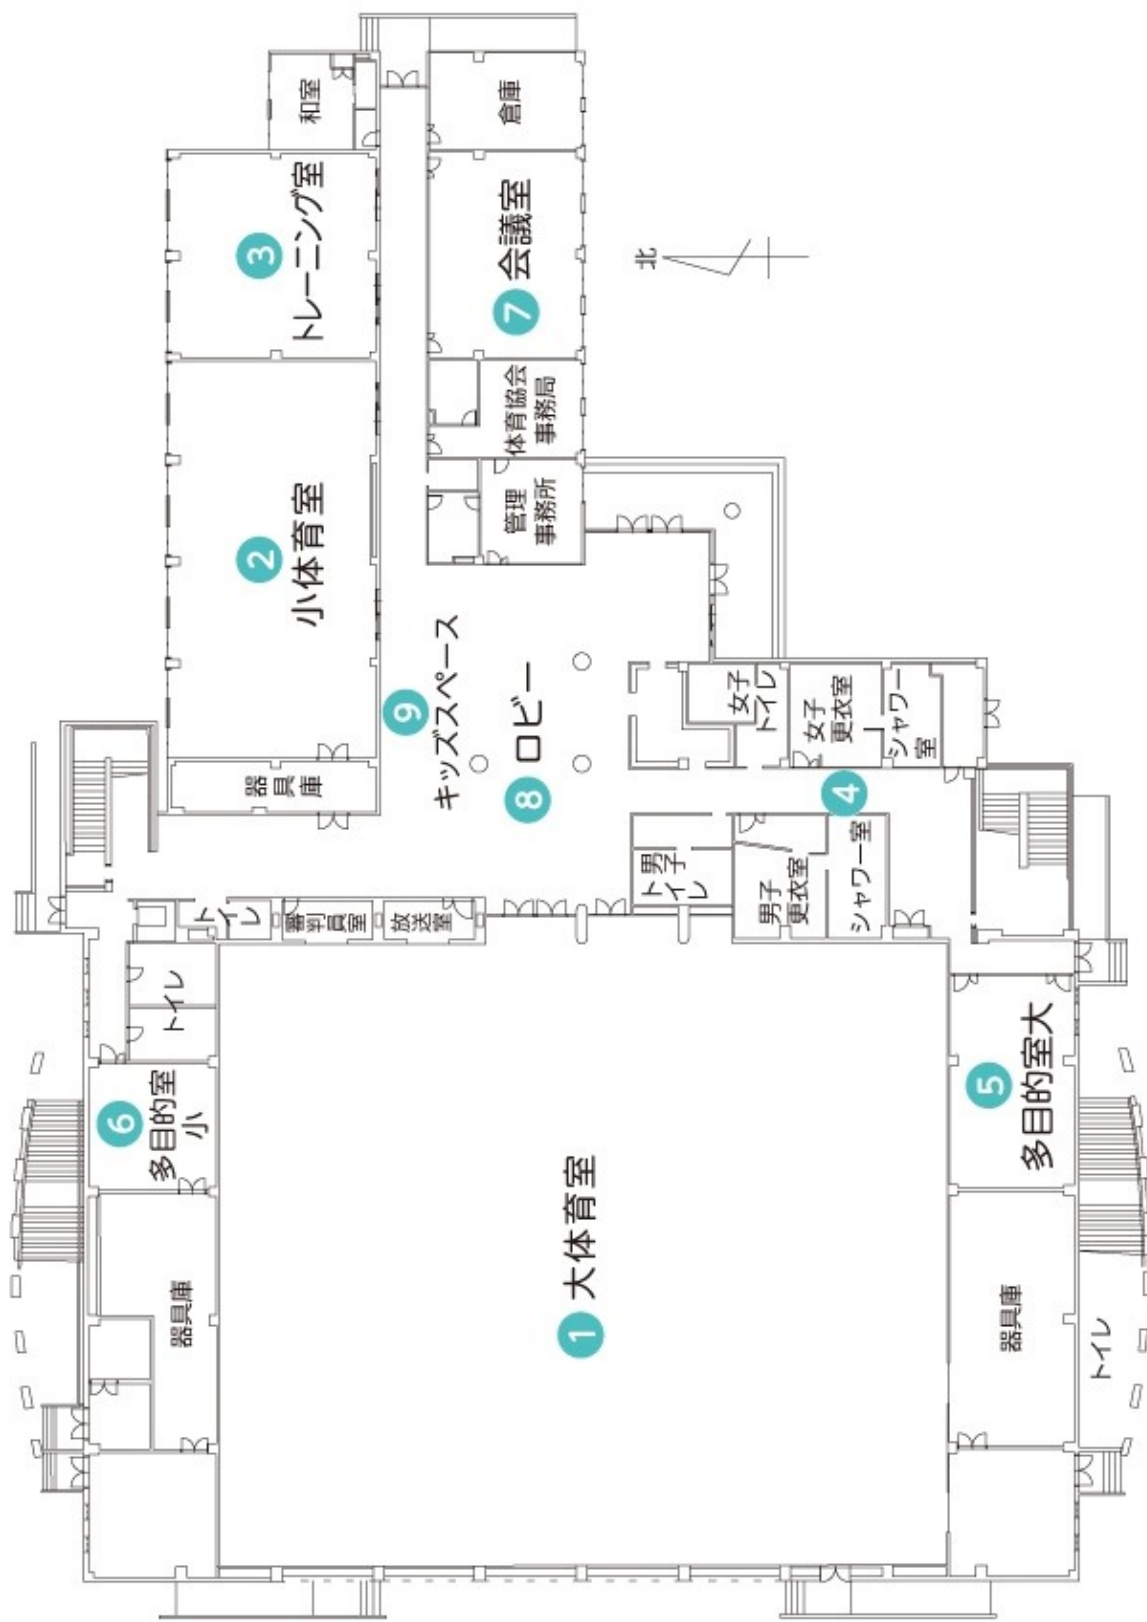 和室
倉庫
3
トレーニング室
7 会議室
体育協会
事務局
管理
事務所
2
小体育室
北
9
キッズスペース
8 ロビー
器具庫
女子
トイレ
女子
更衣室
シャワー
室
4
男子
トイレ
男子
更衣室
シャワー室
トイレ
審判員室
放送室
トイレ
6
多目的室
小
5
多目的室大
1 大体育室
器具庫
器具庫
トイレ